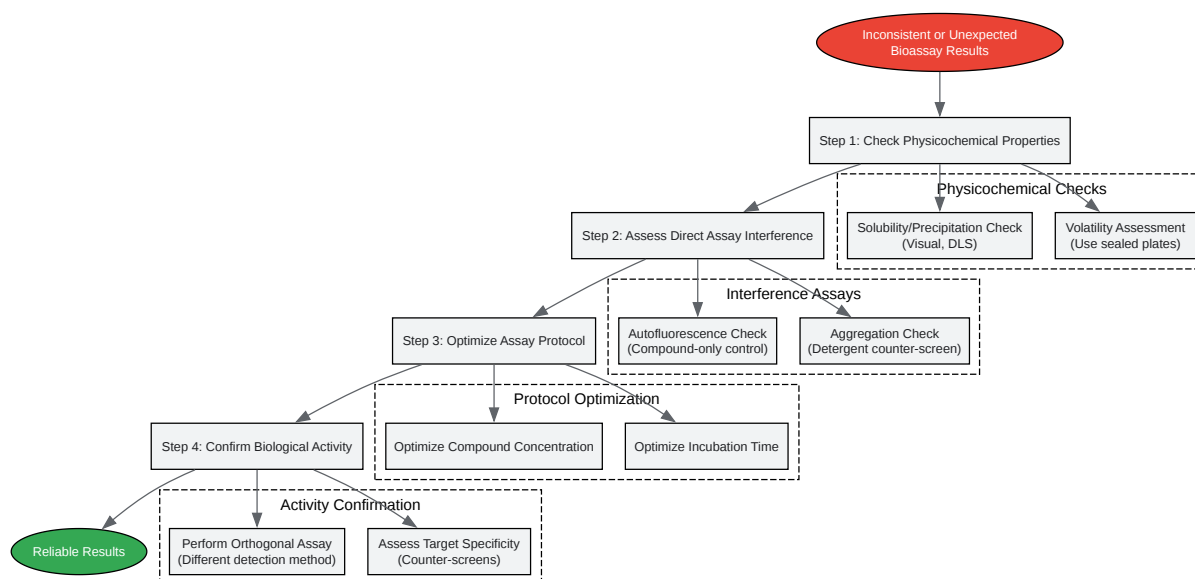 Inconsistent or Unexpected
Bioassay Results
Step 1: Check Physicochemical Properties
Physicochemical Checks
Step 2: Assess Direct Assay Interference
Solubility/Precipitation Check
(Visual, DLS)
Volatility Assessment
(Use sealed plates)
Interference Assays
Step 3: Optimize Assay Protocol
Autofluorescence Check
(Compound-only control)
Aggregation Check
(Detergent counter-screen)
Protocol Optimization
Step 4: Confirm Biological Activity
Optimize Compound Concentration
Optimize Incubation Time
Activity Confirmation
Reliable Results
Perform Orthogonal Assay
(Different detection method)
Assess Target Specificity
(Counter-screens)